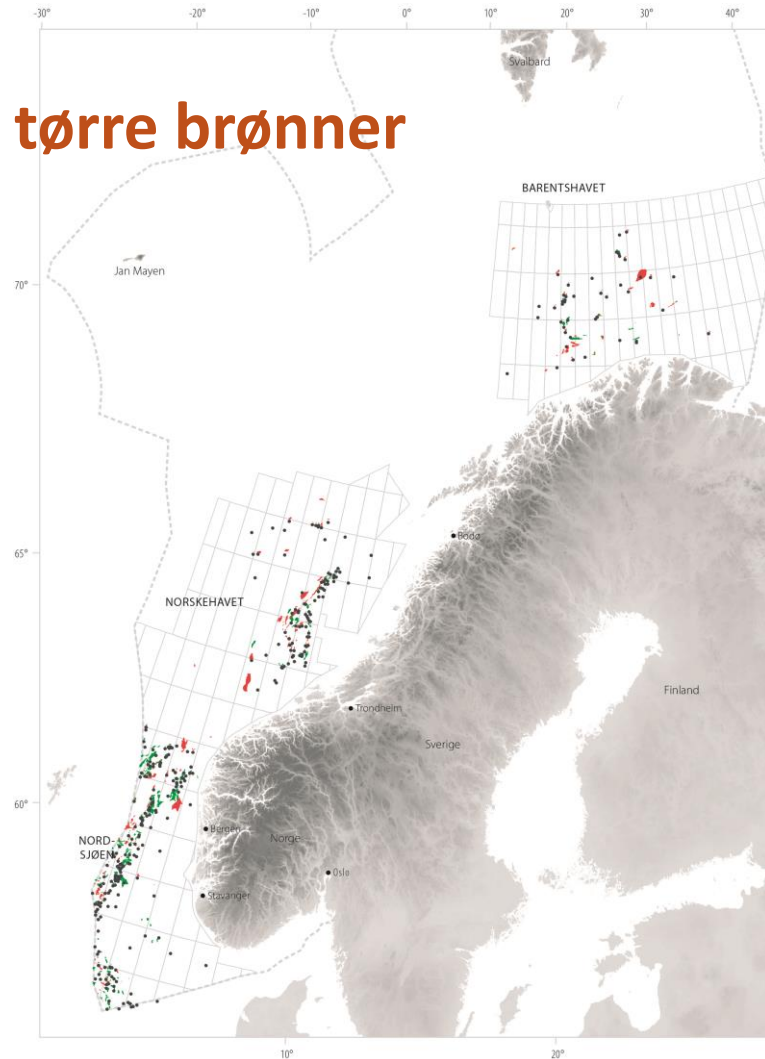 -30°
-20°
-10°
0°
10°
20°
30°
40°
Svalbard
tørre brønner
BARENTSHAVET
Jan Mayen
70°
65°
Bodø
NORSKEHAVET
Finland
Trondheim
Sverige
60°
Bergen
NORD-
SJØEN
Norge
Oslo
Stavanger
10°
20°